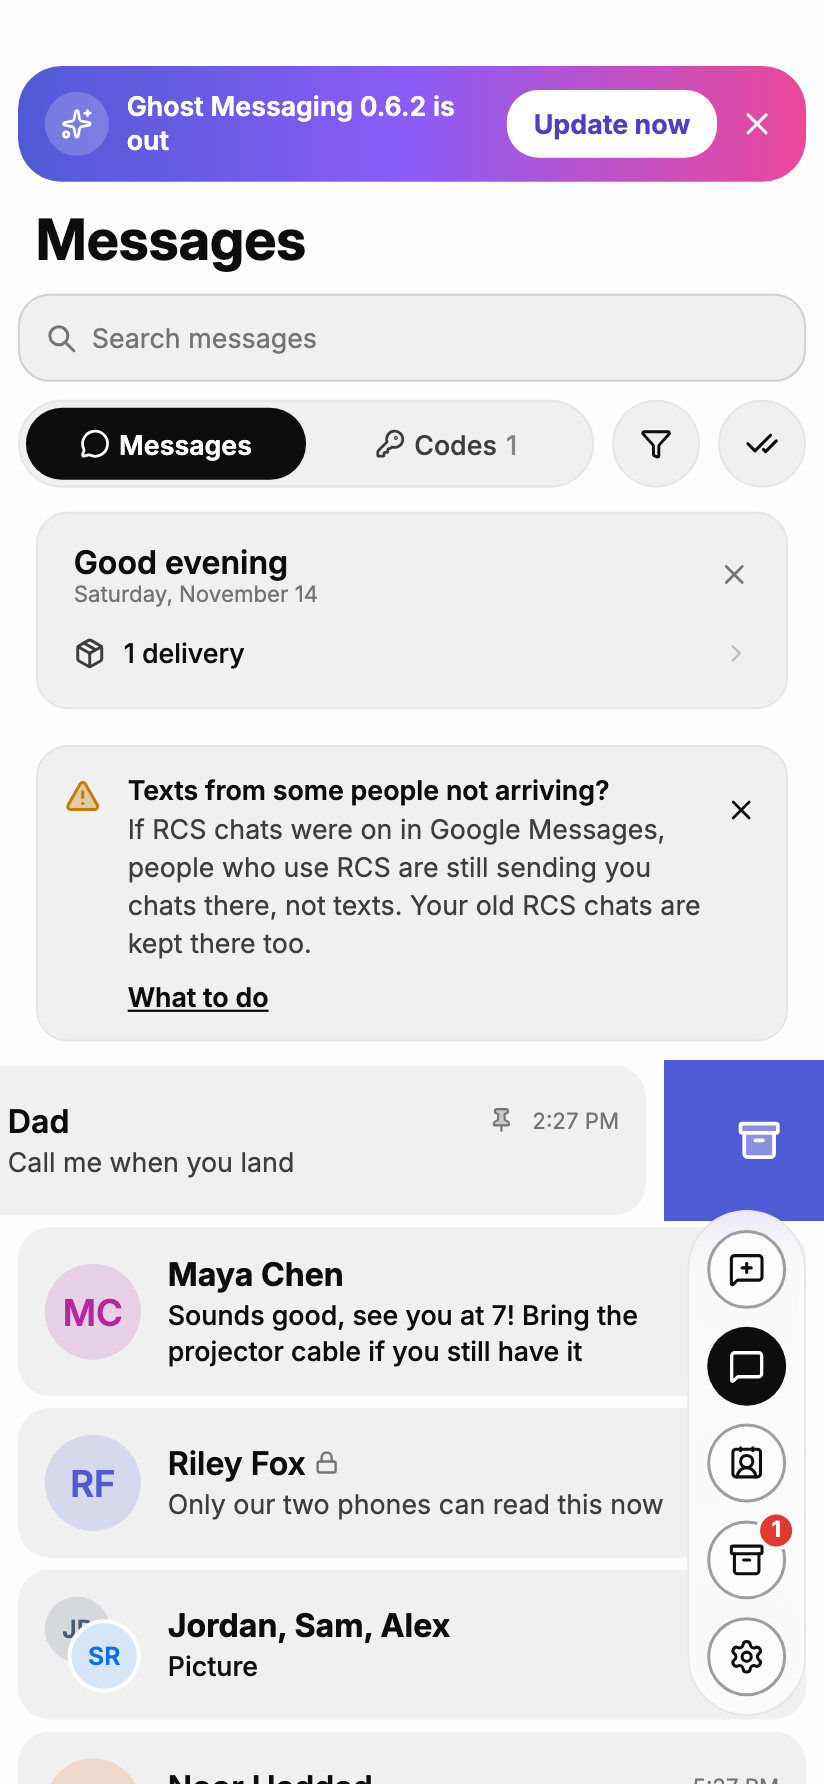 Ghost Messaging 0.6.2 is
out
Update now
Messages
Search messages
Messages
Codes 1
Good evening
Saturday, November 14
1 delivery
Texts from some people not arriving?
If RCS chats were on in Google Messages,
people who use RCS are still sending you
chats there, not texts. Your old RCS chats are
kept there too.
What to do
Dad
2:27 PM
Call me when you land
MC
Maya Chen
Sounds good, see you at 7! Bring the
projector cable if you still have it
RF
Riley Fox
Only our two phones can read this now
1
SR
Jordan, Sam, Alex
Picture